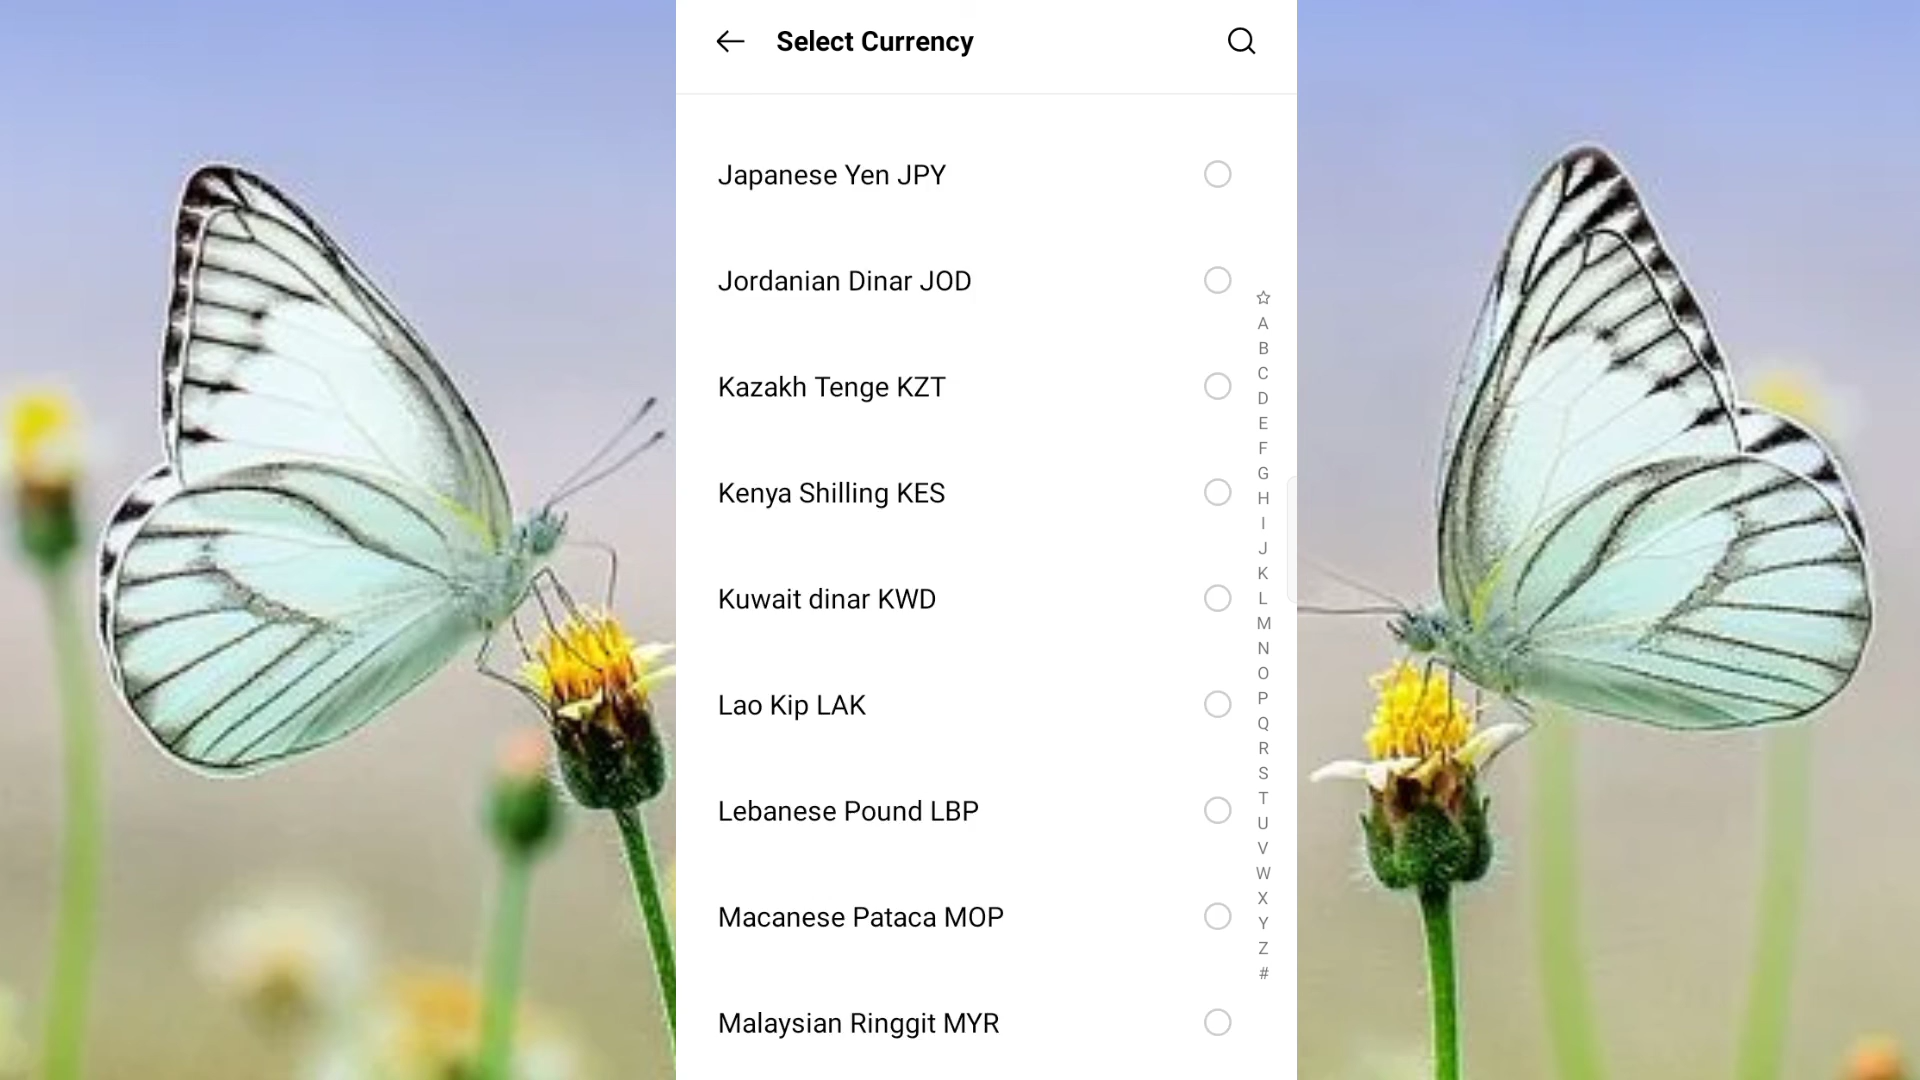 Select Currency
Japanese Yen JPY
Jordanian Dinar JOD
Kazakh Tenge KZT
Kenya Shilling KES
Kuwait dinar KWD
Lao Kip LAK
Lebanese Pound LBP
Macanese Pataca MOP
Malaysian Ringgit MYR
A
B
C
D
E
F
G
H
I
J
K
L
M
N
O
P
Q
R
S
T
U
V
W
X
Y
Z
#